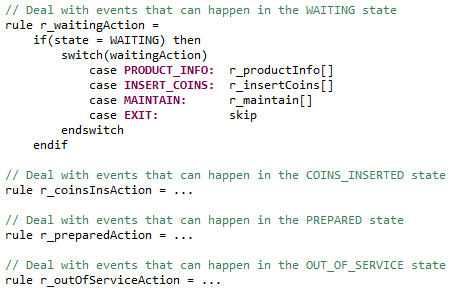 // Deal with events that can happen in the WAITING state
rule r_waitingAction =
    if(state = WAITING) then
        switch(waitingAction)
            case PRODUCT_INFO:  r_productInfo[]
            case INSERT_COINS:  r_insertCoins[]
            case MAINTAIN:      r_maintain[]
            case EXIT:          skip
        endswitch
    endif

// Deal with events that can happen in the COINS_INSERTED state
rule r_coinsInsAction = ...

// Deal with events that can happen in the PREPARED state
rule r_preparedAction = ...

// Deal with events that can happen in the OUT_OF_SERVICE state
rule r_outOfServiceAction = ...